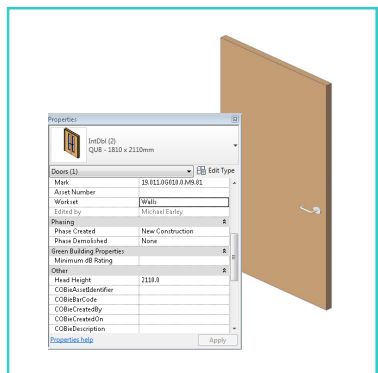 Properties
IntDbl (2)
QUB - 1810 x 2110mm
Doors (1)
Edit Type
Mark 19.011.0G010.0.M9.81
Asset Number
Workset Walls
Edited by Michael Earley
Phasing
Phase Created New Construction
Phase Demolished None
Green Building Properties
Minimum dB Rating
Other
Head Height 2110.0
COBieAssetIdentifier
COBieBarCode
COBieCreatedBy
COBieCreatedOn
COBieDescription
Properties help
Apply